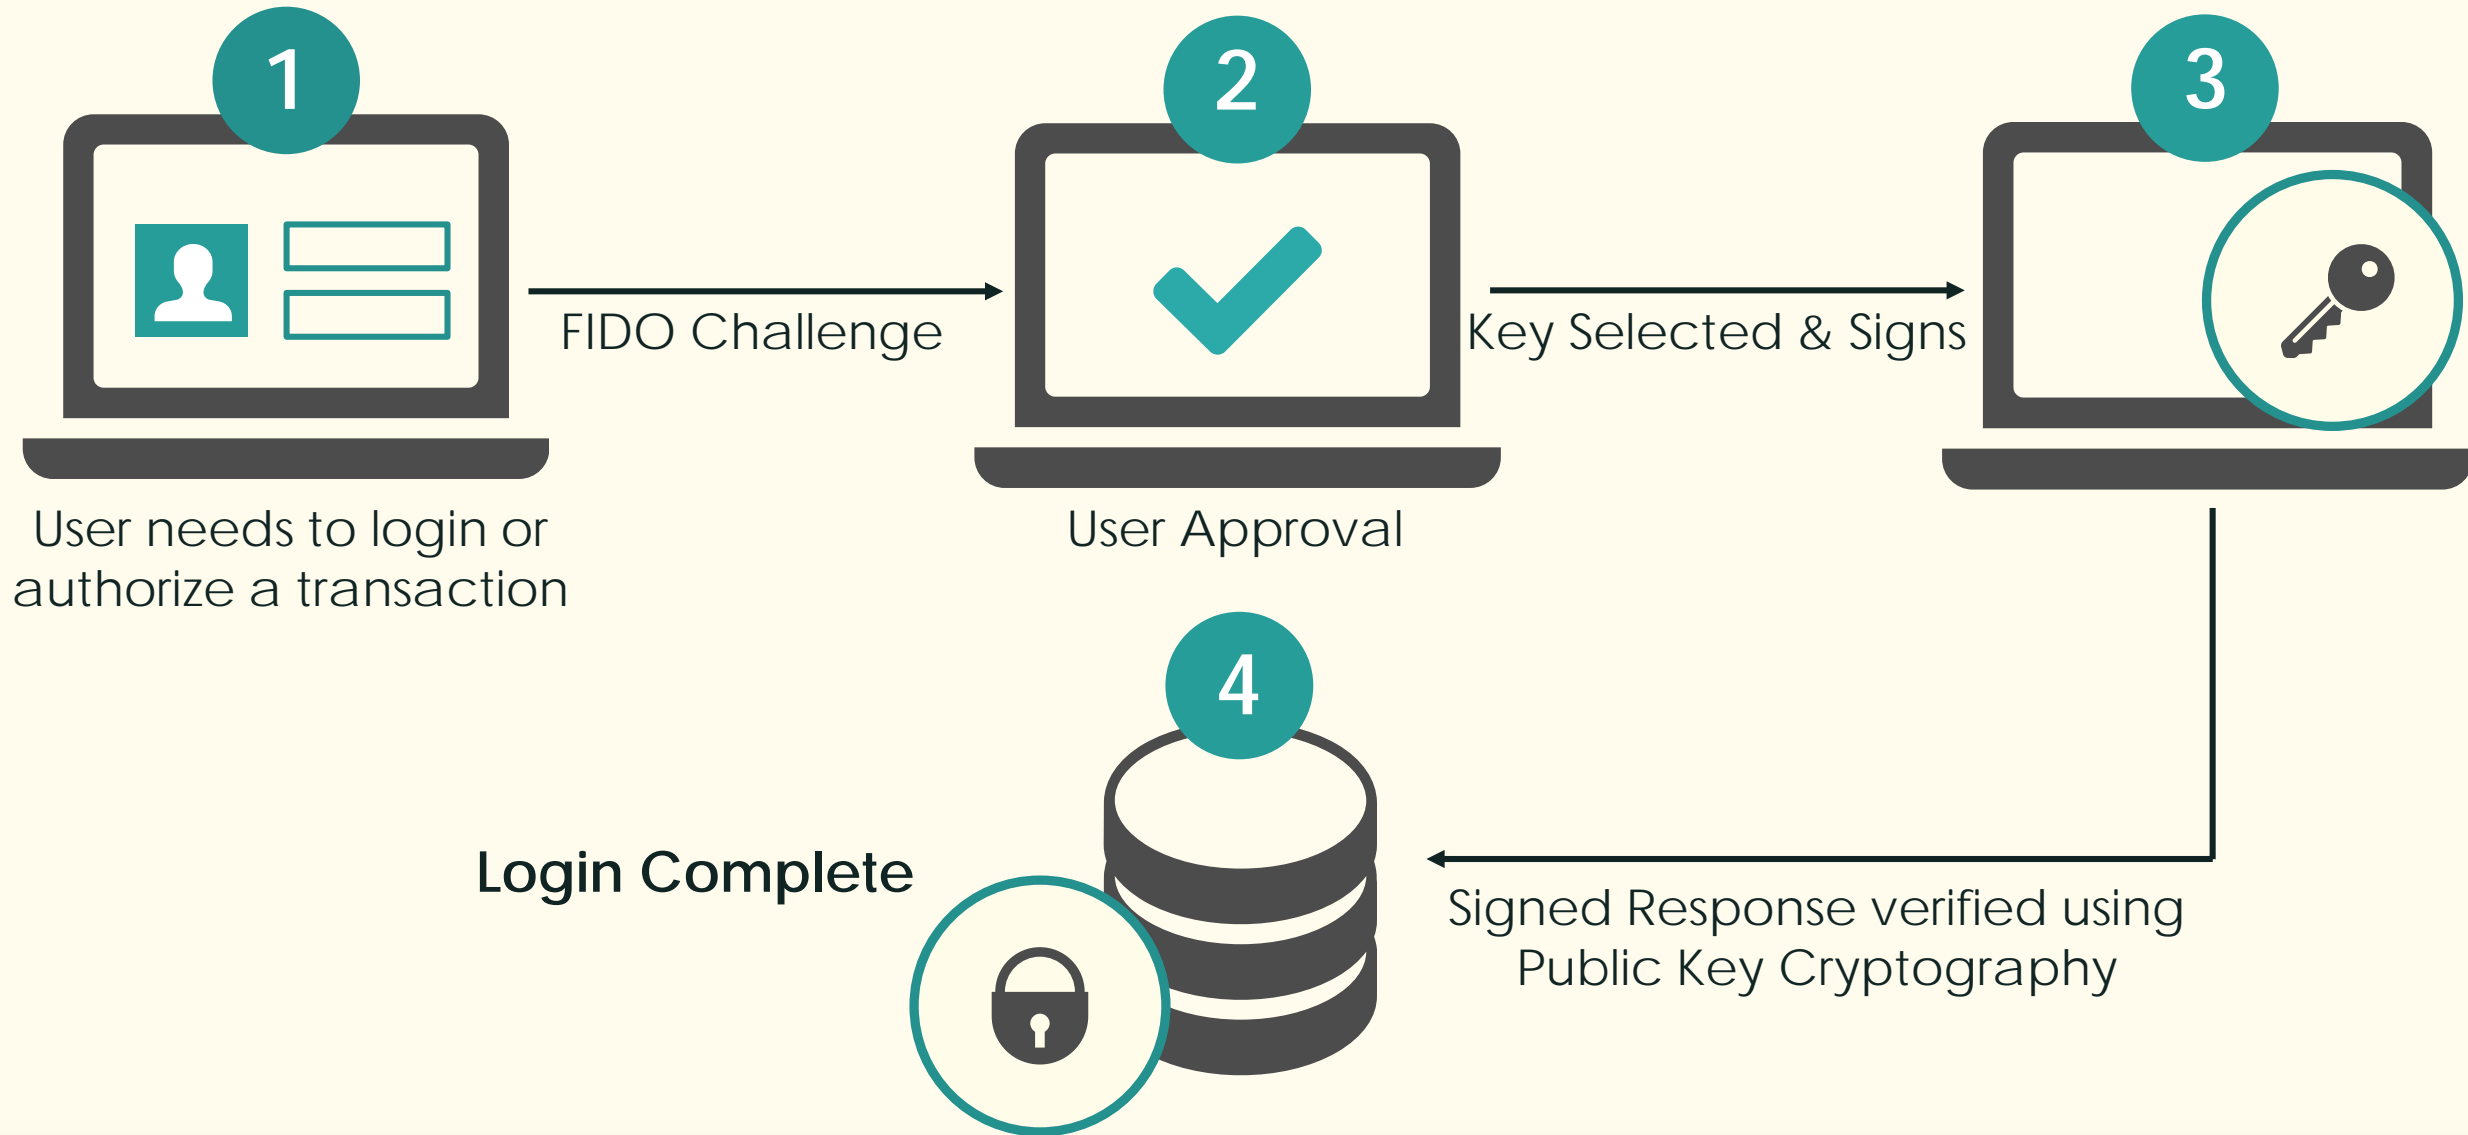 1
2
3
FIDO Challenge
Key Selected & Signs
User needs to login or
authorize a transaction
User Approval
4
Login Complete
Signed Response verified using
Public Key Cryptography